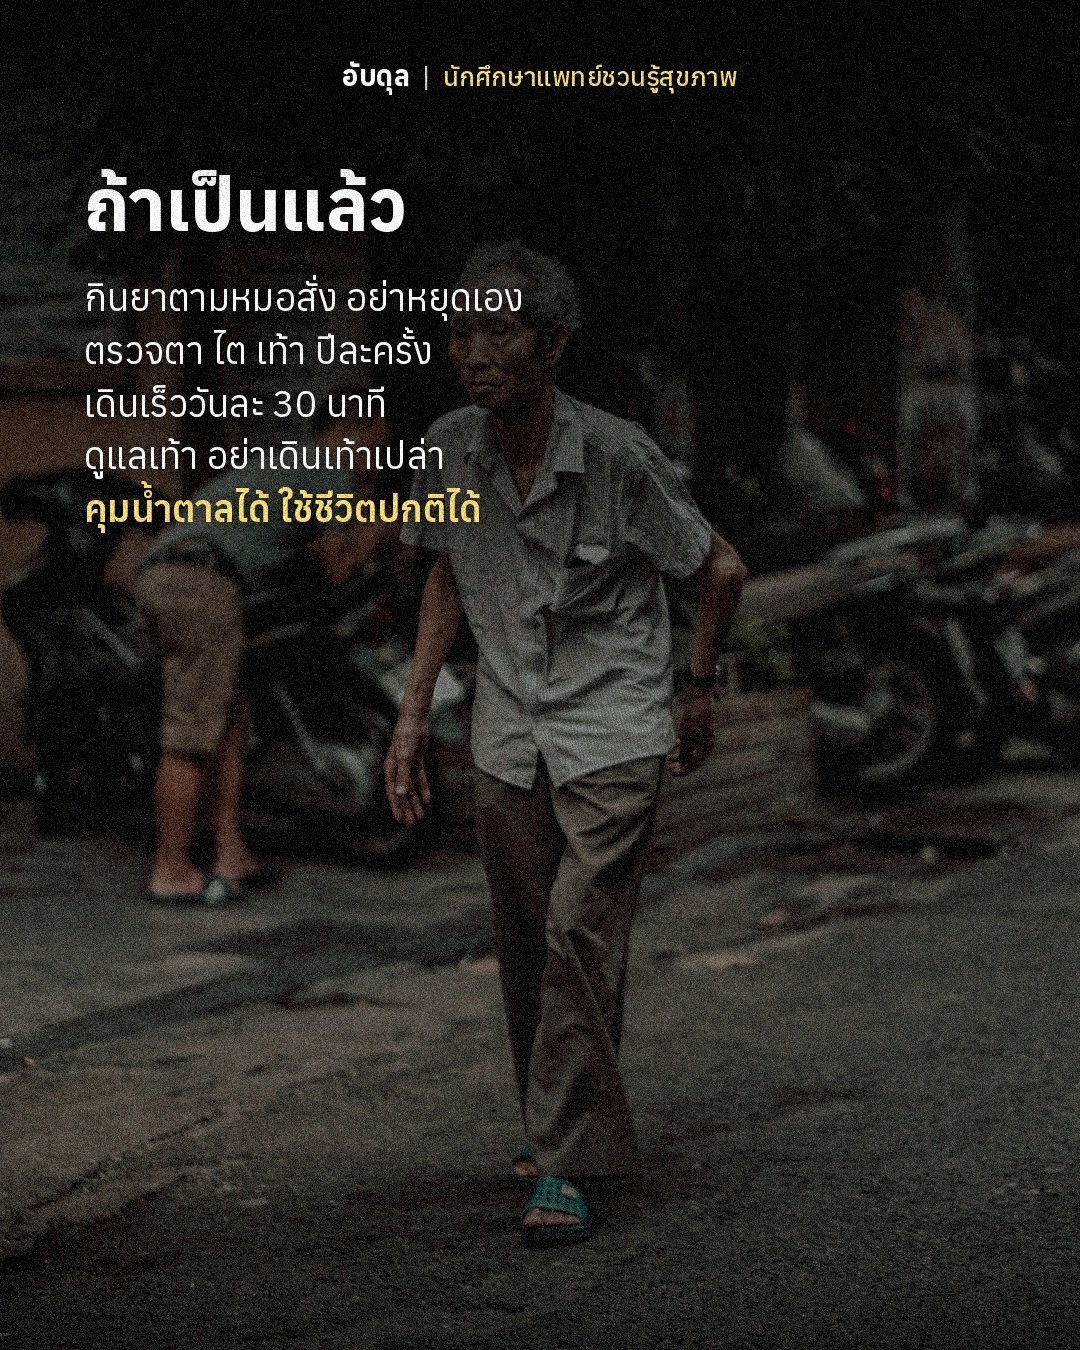 อับดุล | นักศึกษาแพทย์ชวนรู้สุขภาพ
ถ้าเป็นแล้ว
กินยาตามหมอสั่ง อย่าหยุดเอง
ตรวจตา ไต เท้า ปีละครั้ง
เดินเร็ววันละ 30 นาที
ดูแลเท้า อย่าเดินเท้าเปล่า
คุมน้ำตาลได้ ใช้ชีวิตปกติได้